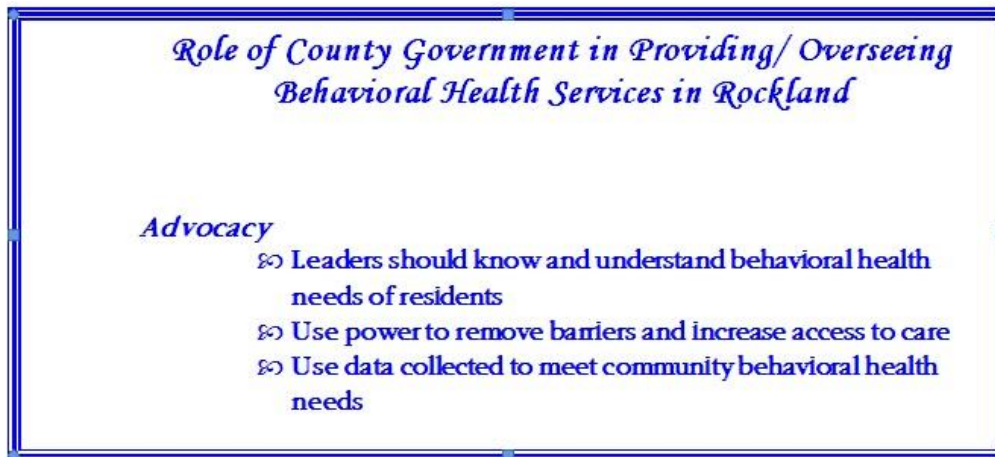 Role of County Government in Providing/ Overseeing
Behavioral Health Services in Rockland
Advocacy
Leaders should know and understand behavioral health
needs of residents
Use power to remove barriers and increase access to care
Use data collected to meet community behavioral health
needs